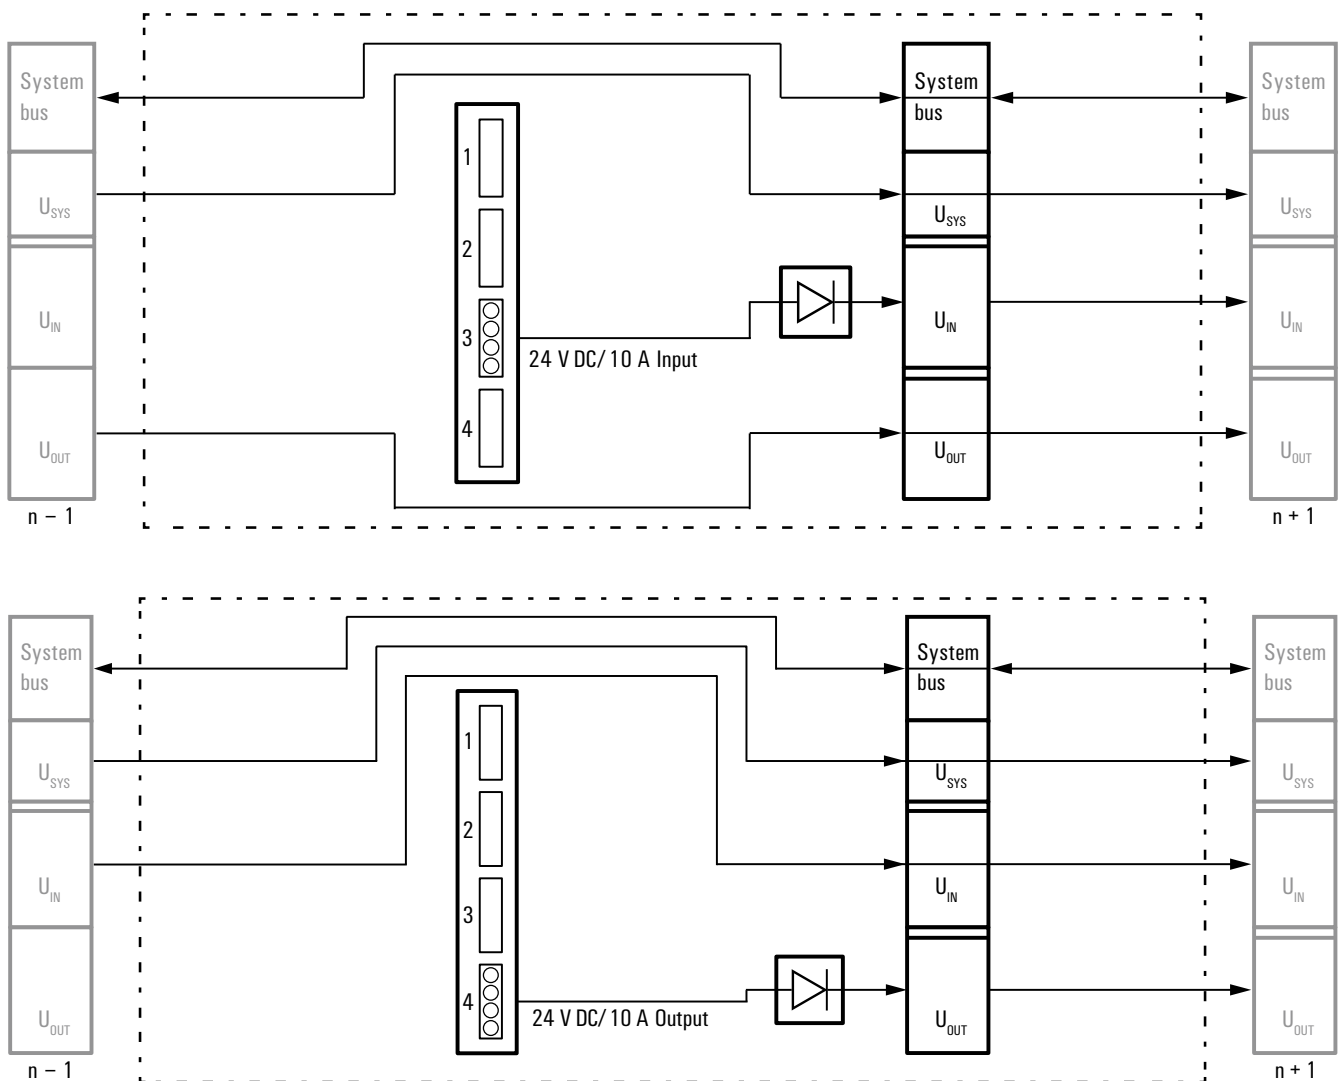 System
bus
U_SYS
U_IN
U_OUT
n – 1
1
2
3
4
24 V DC/ 10 A Input
System
bus
U_SYS
U_IN
U_OUT
System
bus
U_SYS
U_IN
U_OUT
n + 1
System
bus
U_SYS
U_IN
U_OUT
n – 1
1
2
3
4
24 V DC/ 10 A Output
System
bus
U_SYS
U_IN
U_OUT
System
bus
U_SYS
U_IN
U_OUT
n + 1